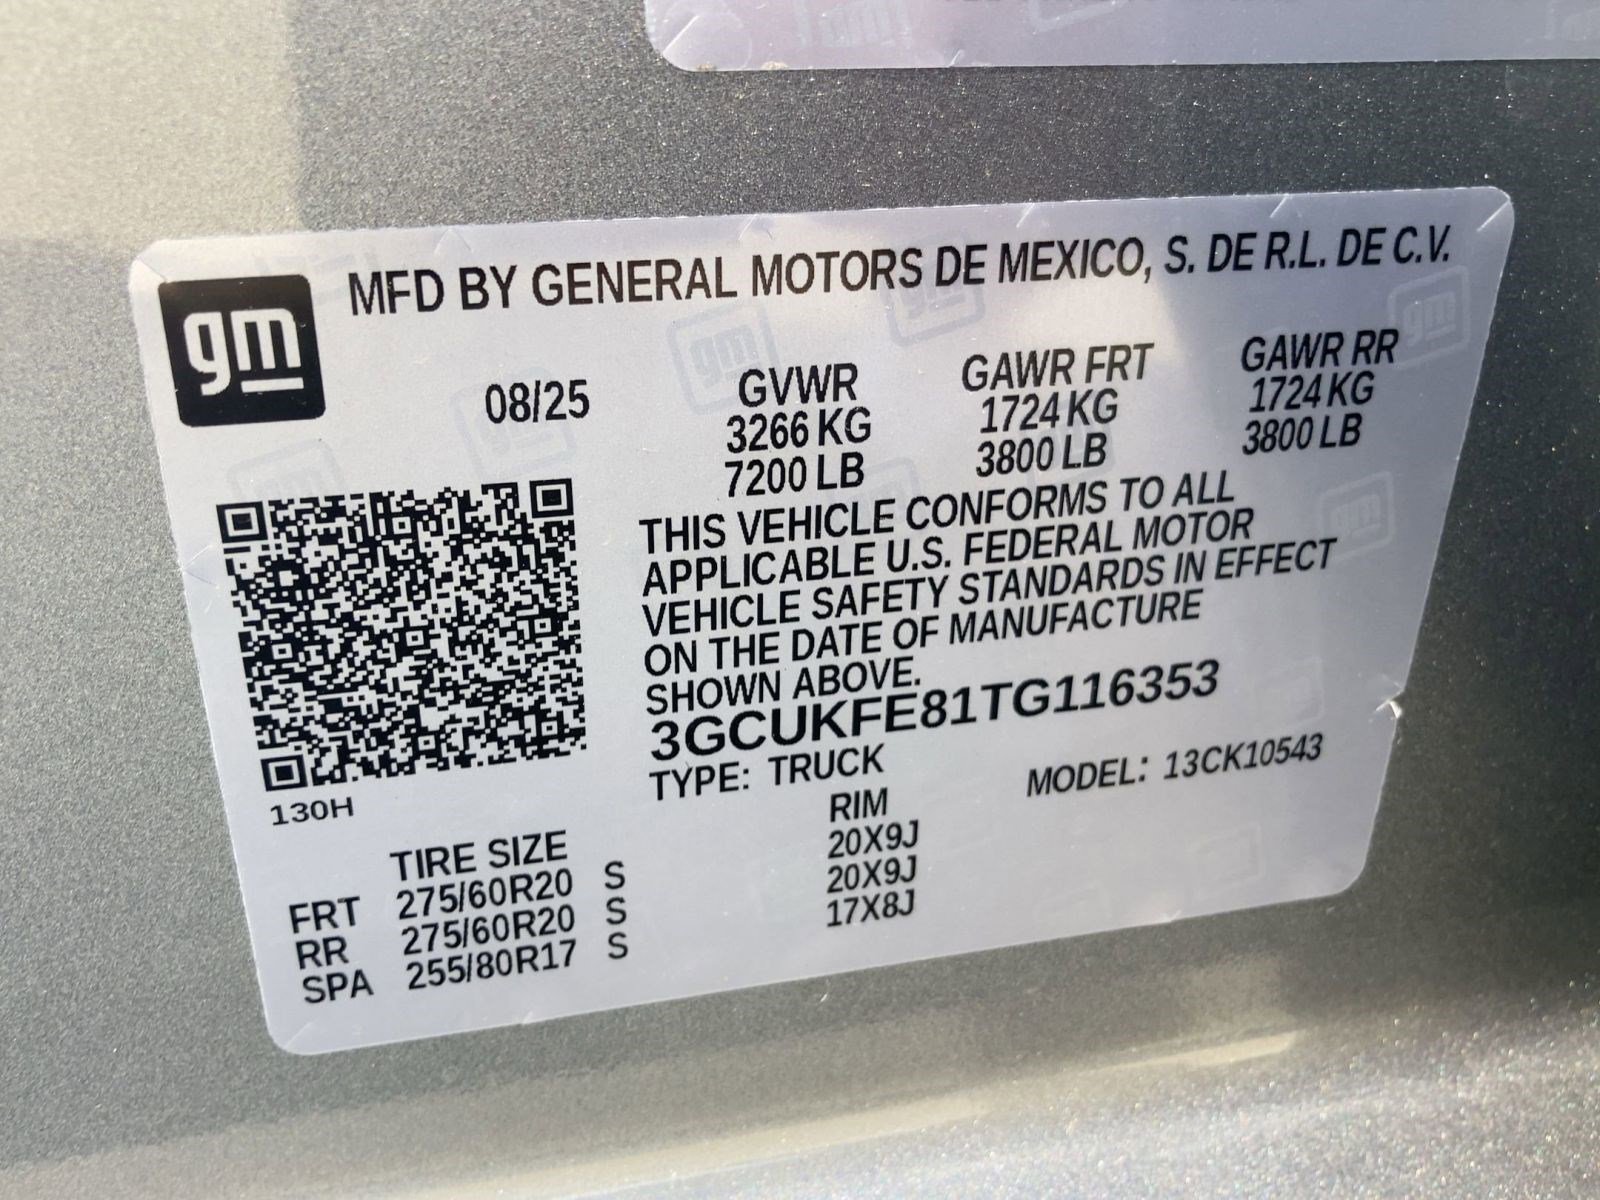 gm
MFD BY GENERAL MOTORS DE MEXICO, S. DE R.L. DE C.V.
08/25
GVWR
3266 KG
7200 LB
GAWR FRT
1724 KG
3800 LB
GAWR RR
1724 KG
3800 LB
THIS VEHICLE CONFORMS TO ALL
APPLICABLE U.S. FEDERAL MOTOR
VEHICLE SAFETY STANDARDS IN EFFECT
ON THE DATE OF MANUFACTURE
SHOWN ABOVE.
3GCUKFE81TG116353
TYPE: TRUCK
MODEL: 13CK10543
130H
TIRE SIZE RIM
FRT 275/60R20 S 20X9J
RR 275/60R20 S 20X9J
SPA 255/80R17 S 17X8J